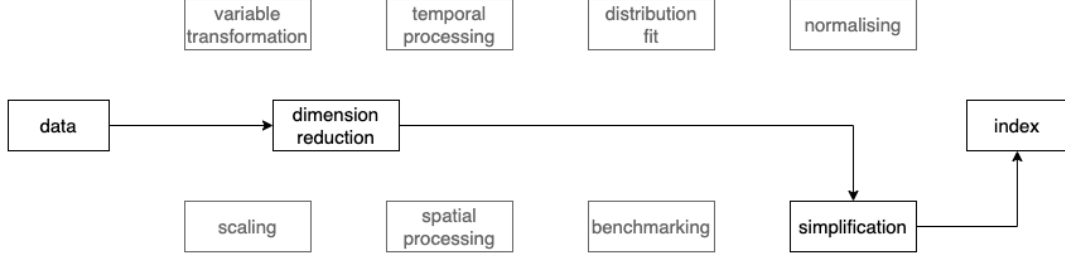 variable
transformation
temporal
processing
distribution
fit
normalising
data
dimension
reduction
index
scaling
spatial
processing
benchmarking
simplification